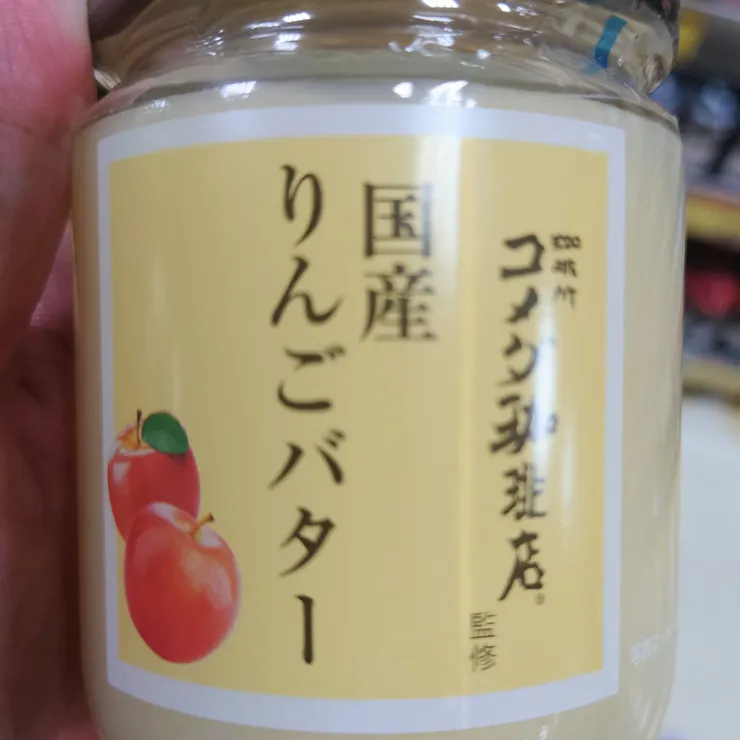 珈琲所
コメダ珈琲店。
監修
国産
りんごバター